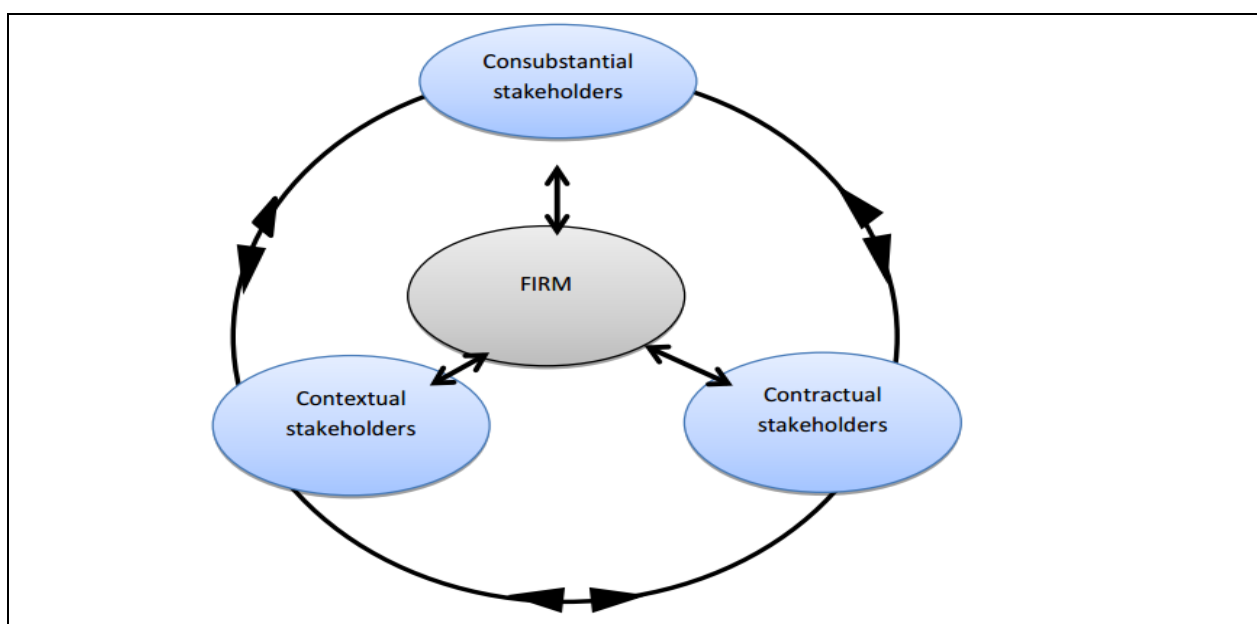 Consubstantial
stakeholders
FIRM
Contextual
stakeholders
Contractual
stakeholders